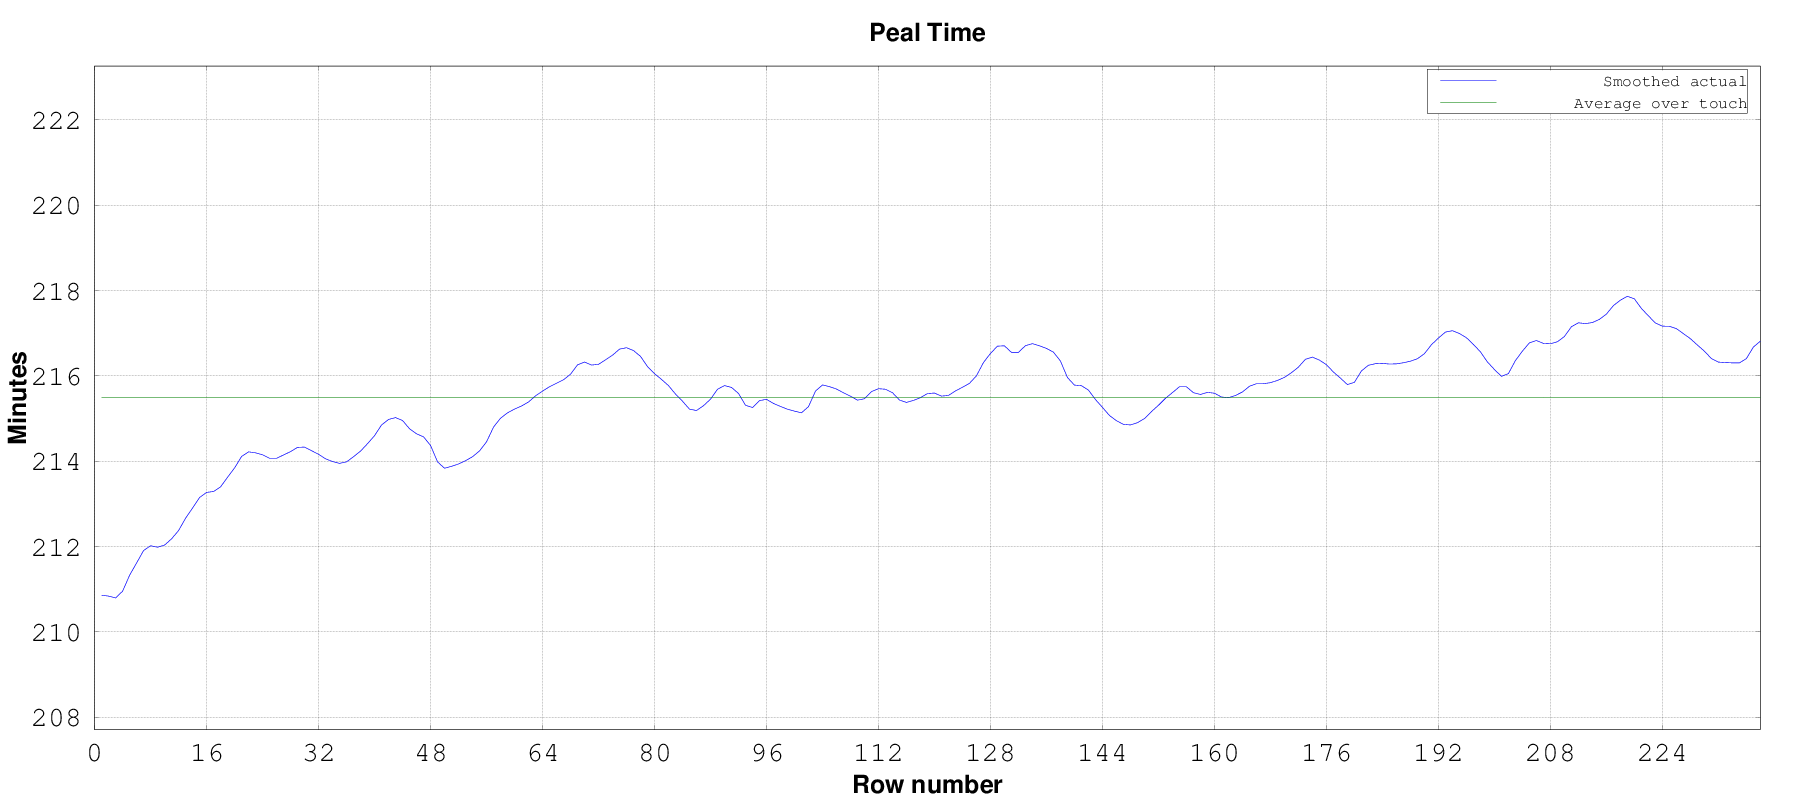 Peal Time
Smoothed actual
Average over touch
222
220
218
216
214
212
210
208
Minutes
0 16 32 48 64 80 96 112 128 144 160 176 192 208 224
Row number